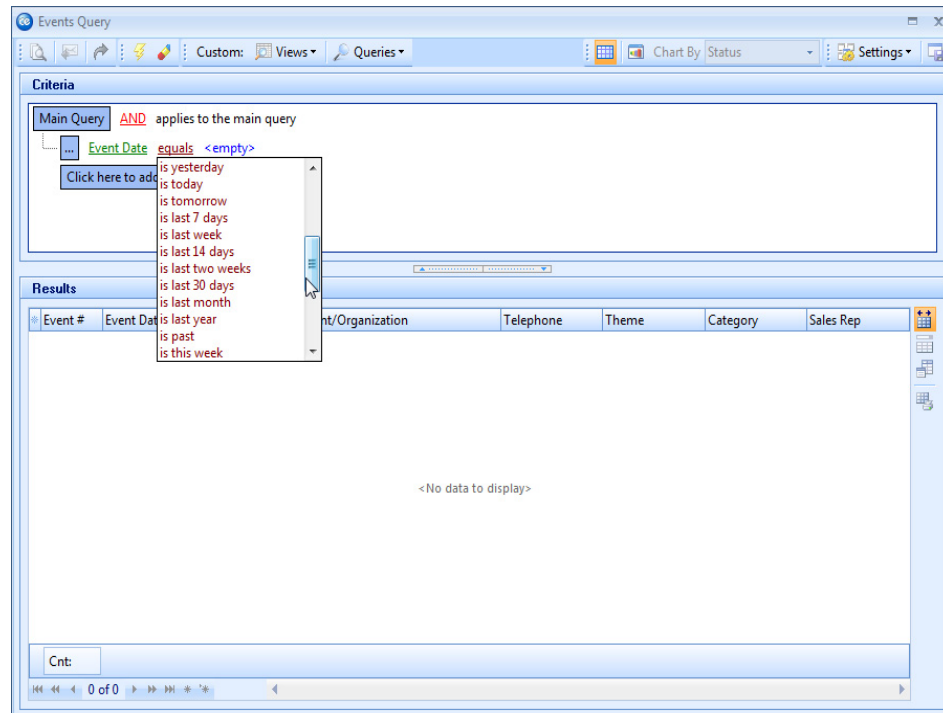 Events Query
Custom: Views Queries Chart By Status Settings
Criteria
Main Query AND applies to the main query
... Event Date equals <empty>
Click here to add
is yesterday
is today
is tomorrow
is last 7 days
is last week
is last 14 days
is last two weeks
is last 30 days
is last month
is last year
is past
is this week
Results
Event # Event Dat nt/Organization Telephone Theme Category Sales Rep
<No data to display>
Cnt:
0 of 0